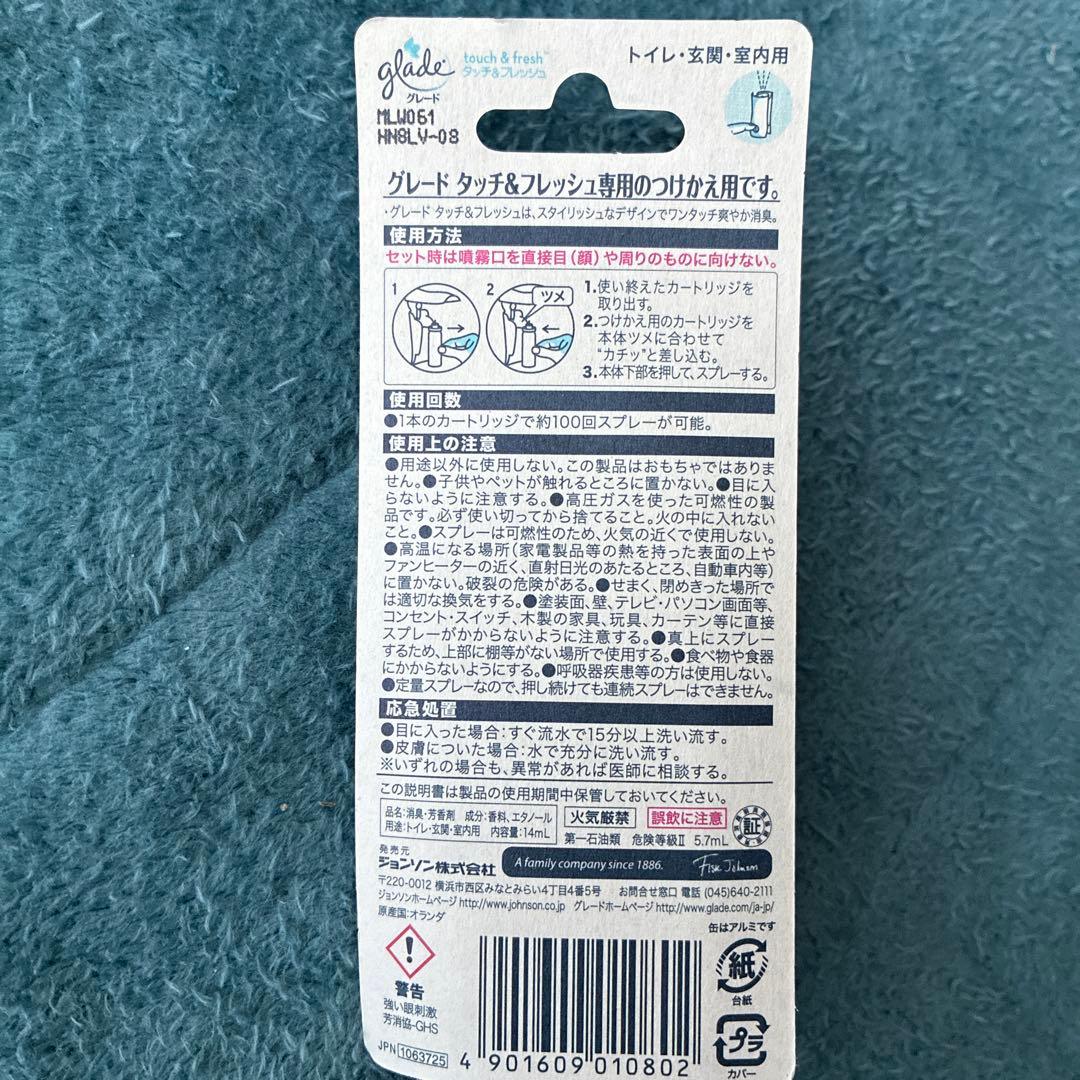 glade
グレード
touch & fresh™
タッチ&フレッシュ
トイレ・玄関・室内用
MLW061
HN8LV-08
グレード タッチ&フレッシュ専用のつけかえ用です。
・グレード タッチ&フレッシュは、スタイリッシュなデザインでワンタッチ爽やか消臭。
使用方法
セット時は噴霧口を直接目(顔)や周りのものに向けない。
1
2
ツメ
1.使い終えたカートリッジを
取り出す。
2.つけかえ用のカートリッジを
本体ツメに合わせて
“カチッ”と差し込む。
3.本体下部を押して、スプレーする。
使用回数
●1本のカートリッジで約100回スプレーが可能。
使用上の注意
●用途以外に使用しない。この製品はおもちゃではありま
せん。●子供やペットが触れるところに置かない。●目に入
らないように注意する。●高圧ガスを使った可燃性の製
品です。必ず使い切ってから捨てること。火の中に入れない
こと。●スプレーは可燃性のため、火気の近くで使用しない。
●高温になる場所(家電製品等の熱を持った表面の上や
ファンヒーターの近く、直射日光のあたるところ、自動車内等)
に置かない。破裂の危険がある。●せまく、閉めきった場所で
は適切な換気をする。●塗装面、壁、テレビ・パソコン画面等、
コンセント・スイッチ、木製の家具、玩具、カーテン等に直接
スプレーがかからないように注意する。●真上にスプレー
するため、上部に棚等がない場所で使用する。●食べ物や食器
にかからないようにする。●呼吸器疾患等の方は使用しない。
●定量スプレーなので、押し続けても連続スプレーはできません。
応急処置
●目に入った場合:すぐ流水で15分以上洗い流す。
●皮膚についた場合:水で充分に洗い流す。
※いずれの場合も、異常があれば医師に相談する。
この説明書は製品の使用期間中保管しておいてください。
品名:消臭・芳香剤 成分:香料、エタノール
用途:トイレ・玄関・室内用 内容量:14mL
火気厳禁
誤飲に注意
第一石油類 危険等級Ⅱ 5.7mL
証
発売元
ジョンソン株式会社
A family company since 1886.
Fisk Johnson
〒220-0012 横浜市西区みなとみらい4丁目4番5号 お問合せ窓口 電話 (045)640-2111
ジョンソンホームページ http://www.johnson.co.jp グレードホームページ http://www.glade.com/ja-jp/
原産国:オランダ
缶はアルミです
紙
台紙
プラ
カバー
!
警告
強い眼刺激
芳消協-GHS
JPN 1063725
4 901609 010802